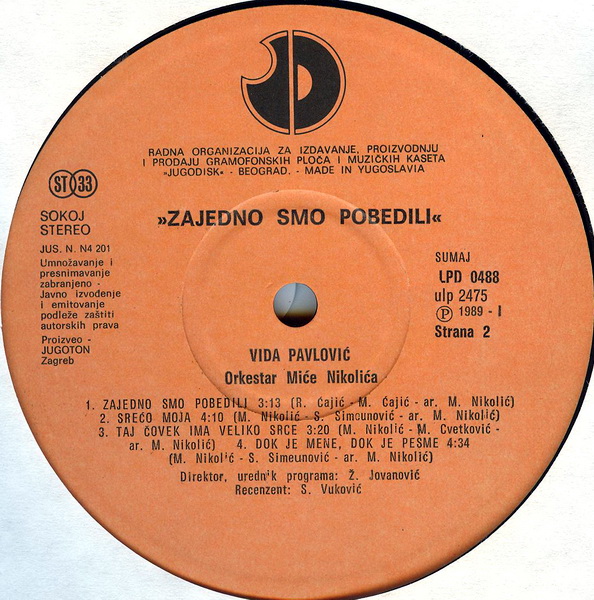 RADNA ORGANIZACIJA ZA IZDAVANJE, PROIZVODNJU
I PRODAJU GRAMOFONSKIH PLOČA I MUZIČKIH KASETA
»JUGODISK« - BEOGRAD. - MADE IN YUGOSLAVIA
ST 33
SOKOJ
STEREO
JUS. N. N4 201
Umnožavanje i
presnimavanje
zabranjeno -
Javno izvođenje
i emitovanje
podleže zaštiti
autorskih prava
Proizveo -
JUGOTON
Zagreb
»ZAJEDNO SMO POBEDILI«
SUMAJ
LPD 0488
ulp 2475
Ⓟ 1989 - I
Strana 2
VIDA PAVLOVIĆ
Orkestar Miće Nikolića
1. ZAJEDNO SMO POBEDILI 3:13 (R. Ćajić - M. Ćajić - ar. M. Nikolić)
2. SREĆO MOJA 4:10 (M. Nikolić - S. Simeunović - ar. M. Nikolić)
3. TAJ ČOVEK IMA VELIKO SRCE 3:20 (M. Nikolić - M. Cvetković -
ar. M. Nikolić) 4. DOK JE MENE, DOK JE PESME 4:34
(M. Nikolić - S. Simeunović - ar. M. Nikolić)
Direktor, urednik programa: Ž. Jovanović
Recenzent: S. Vuković